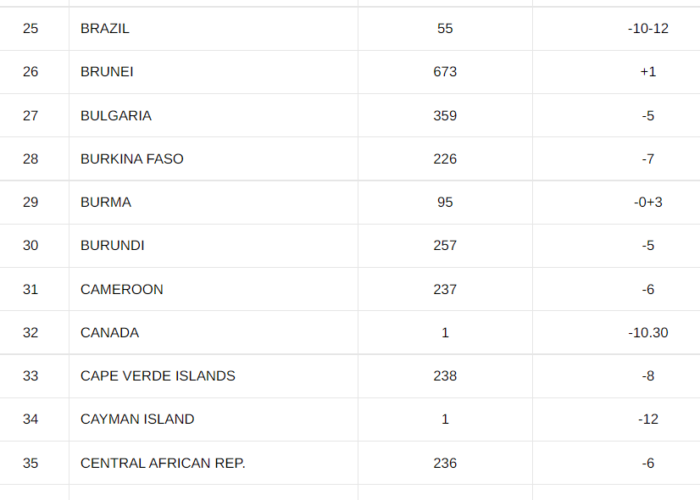 25 BRAZIL 55 -10-12
26 BRUNEI 673 +1
27 BULGARIA 359 -5
28 BURKINA FASO 226 -7
29 BURMA 95 -0+3
30 BURUNDI 257 -5
31 CAMEROON 237 -6
32 CANADA 1 -10.30
33 CAPE VERDE ISLANDS 238 -8
34 CAYMAN ISLAND 1 -12
35 CENTRAL AFRICAN REP. 236 -6